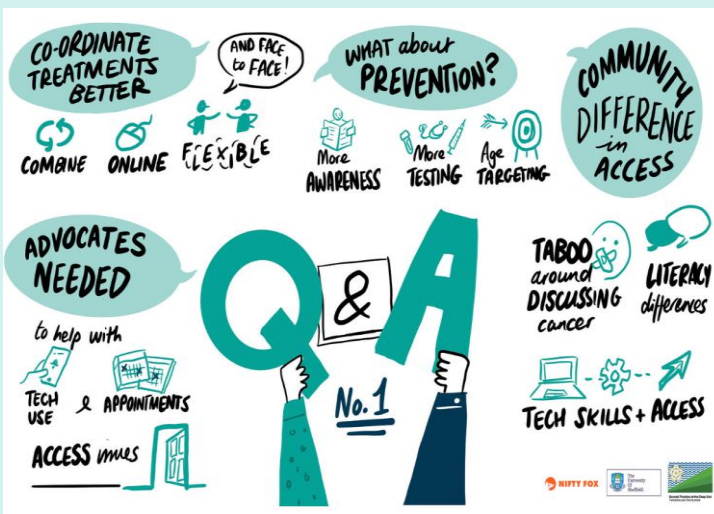 CO-ORDINATE
TREATMENTS
BETTER
AND FACE
to FACE!
COMBINE
ONLINE
FLEXIBLE
WHAT about
PREVENTION?
More
AWARENESS
More
TESTING
Age
TARGETING
COMMUNITY
DIFFERENCE
in
ACCESS
ADVOCATES
NEEDED
to help with
TECH
USE
&
APPOINTMENTS
ACCESS issues
Q & A
No. 1
TABOO
around
DISCUSSING
cancer
LITERACY
differences
TECH SKILLS + ACCESS
NIFTY FOX
The
University
Of
Sheffield.